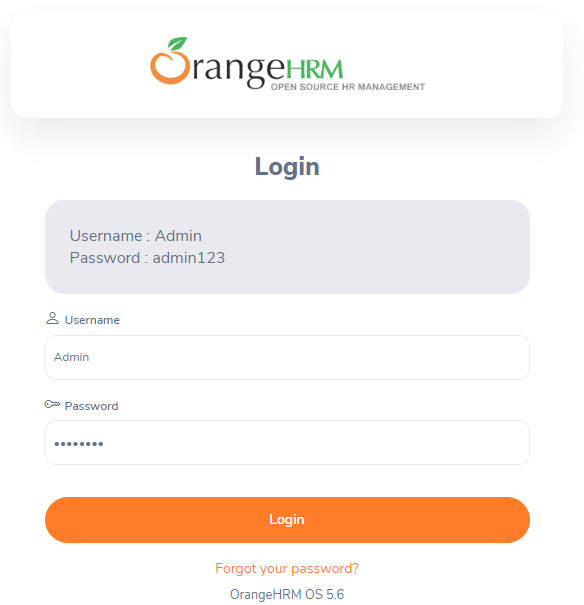 OrangeHRM
OPEN SOURCE HR MANAGEMENT
Login
Username : Admin
Password : admin123
Username
Admin
Password
••••••••
Login
Forgot your password?
OrangeHRM OS 5.6